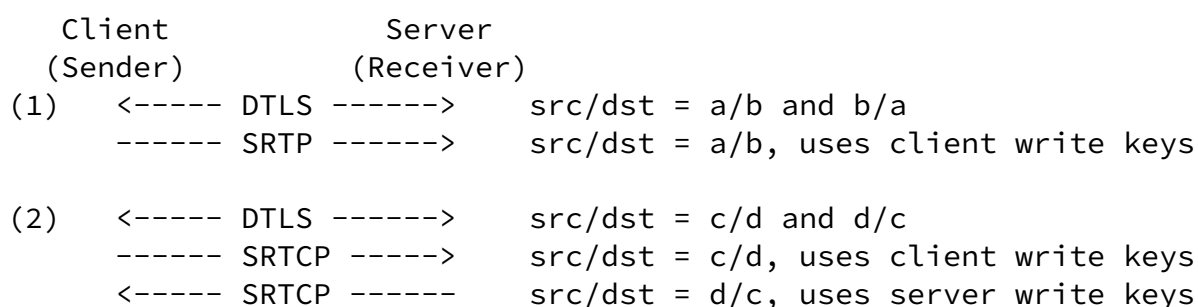 Client            Server
  (Sender)         (Receiver)
(1)   <----- DTLS ------>    src/dst = a/b and b/a
      ------ SRTP ------>    src/dst = a/b, uses client write keys

(2)   <----- DTLS ------>    src/dst = c/d and d/c
      ------ SRTCP ----->    src/dst = c/d, uses client write keys
      <----- SRTCP ------    src/dst = d/c, uses server write keys